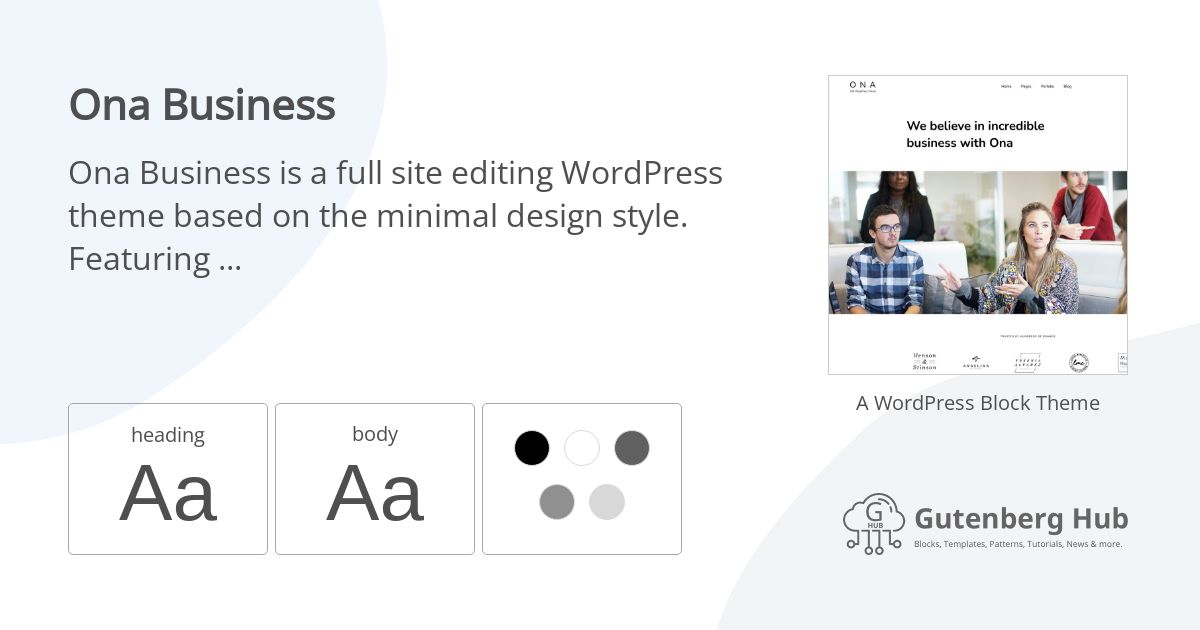 Ona Business
Ona Business is a full site editing WordPress
theme based on the minimal design style.
Featuring ...
heading
Aa
body
Aa
ONA
Home Pages Portfolio Blog
We believe in incredible
business with Ona
TRUSTED BY HUNDREDS OF BRANDS
Henson
&
Stinson
ANGELINA
A WordPress Block Theme
G
HUB
Gutenberg Hub
Blocks, Templates, Patterns, Tutorials, News & more.